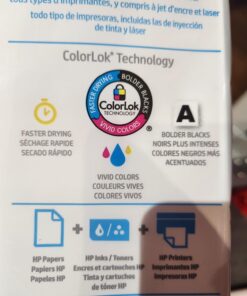 tous types d'imprimantes, y compris à jet d'encre et laser
todo tipo de impresoras, incluidas las de inyección
de tinta y láser
ColorLok® Technology
FASTER DRYING
BOLDER BLACKS
ColorLok
TECHNOLOGY
VIVID COLORS
®
A
FASTER DRYING
SÉCHAGE RAPIDE
SECADO RÁPIDO
BOLDER BLACKS
NOIRS PLUS INTENSES
COLORES NEGROS MÁS
ACENTUADOS
VIVID COLORS
COULEURS VIVES
COLORES VIVOS
+
+
HP Papers
Papiers HP
Papeles HP
HP Inks / Toners
Encres et cartouches HP
Tinta y cartuchos
de tóner HP
HP Printers
Imprimantes HP
Impresoras HP